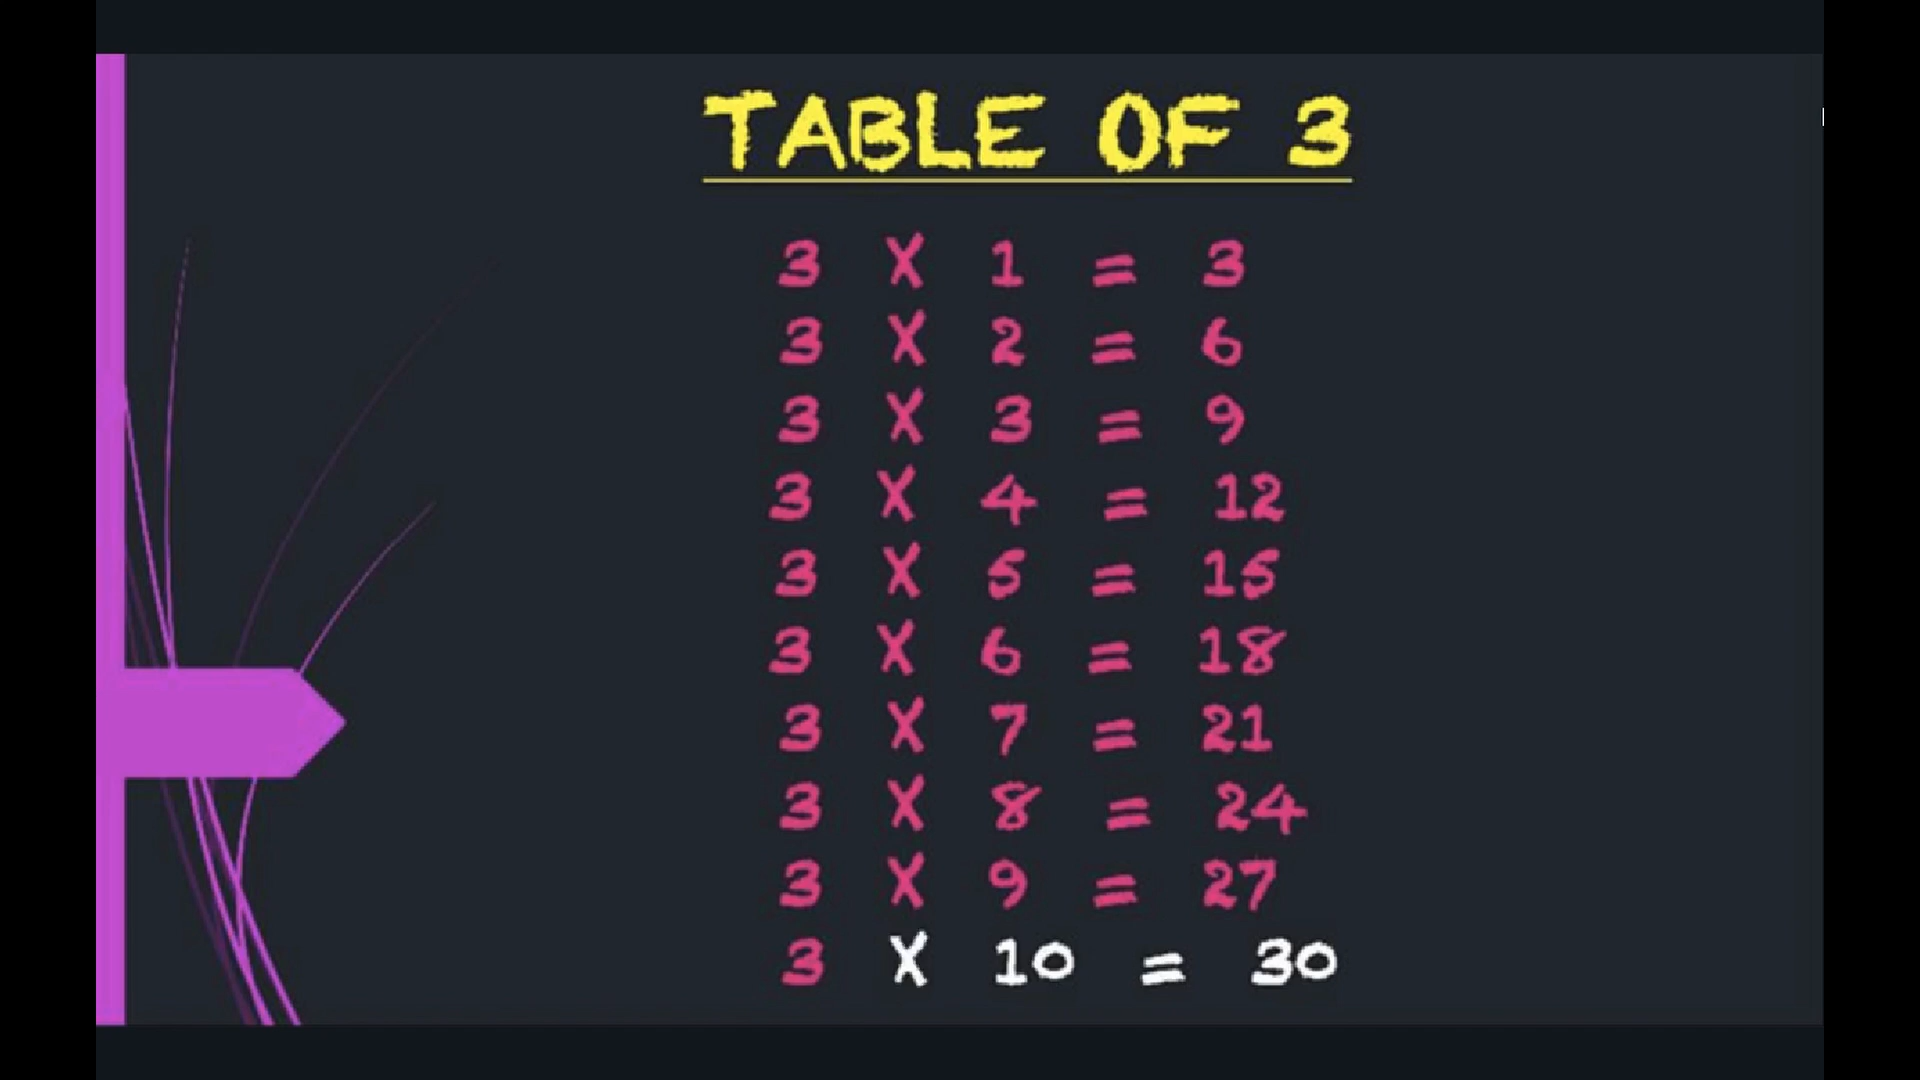 TABLE OF 3
3 X 1 = 3
3 X 2 = 6
3 X 3 = 9
3 X 4 = 12
3 X 5 = 15
3 X 6 = 18
3 X 7 = 21
3 X 8 = 24
3 X 9 = 27
3 X 10 = 30